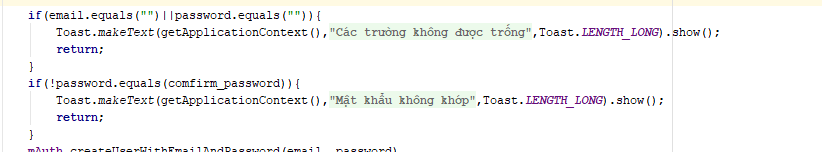 if(email.equals("")||password.equals("")){
Toast.makeText(getApplicationContext(),"Các trường không được trống",Toast.LENGTH_LONG).show();
return;
}
if(!password.equals(comfirm_password)){
Toast.makeText(getApplicationContext(),"Mật khẩu không khớp",Toast.LENGTH_LONG).show();
return;
}
mAuth.createUserWithEmailAndPassword(email, password)